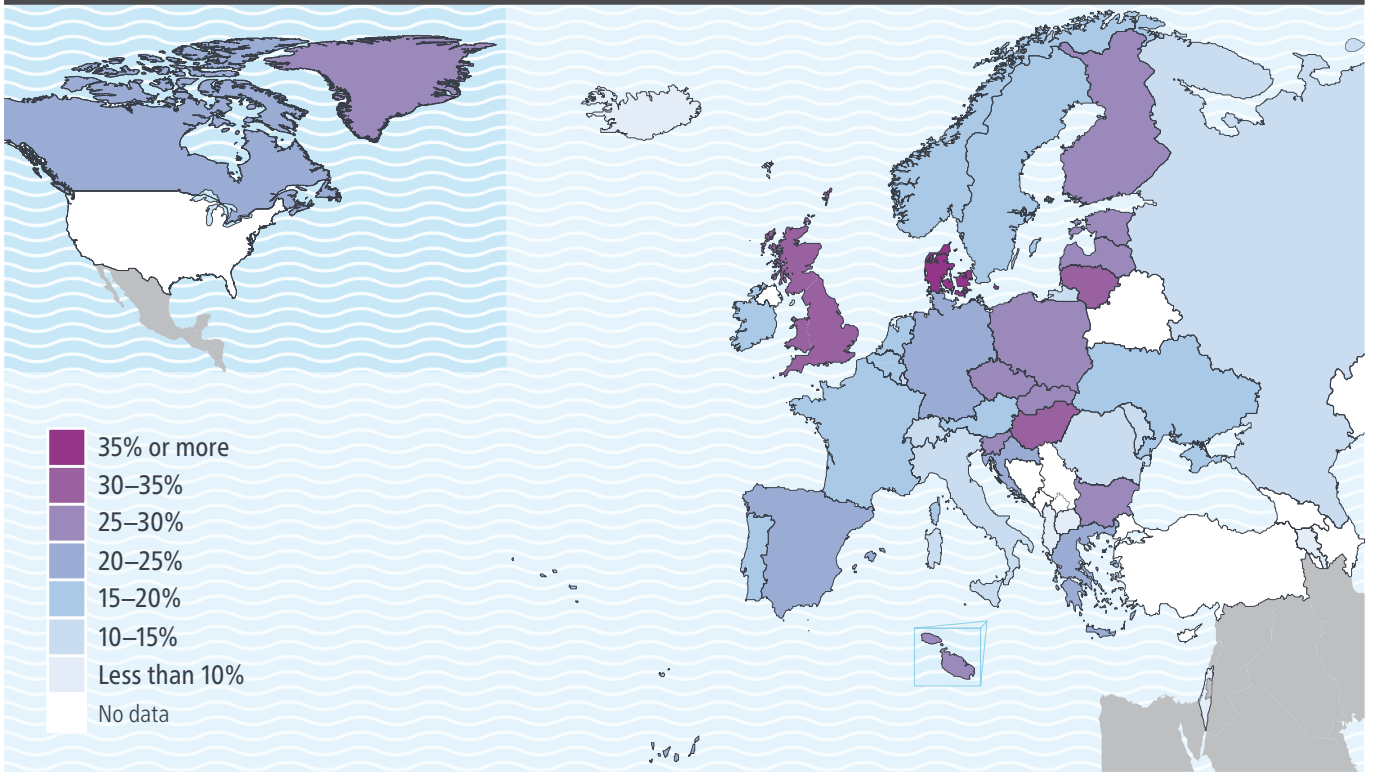 35% or more
30–35%
25–30%
20–25%
15–20%
10–15%
Less than 10%
No data